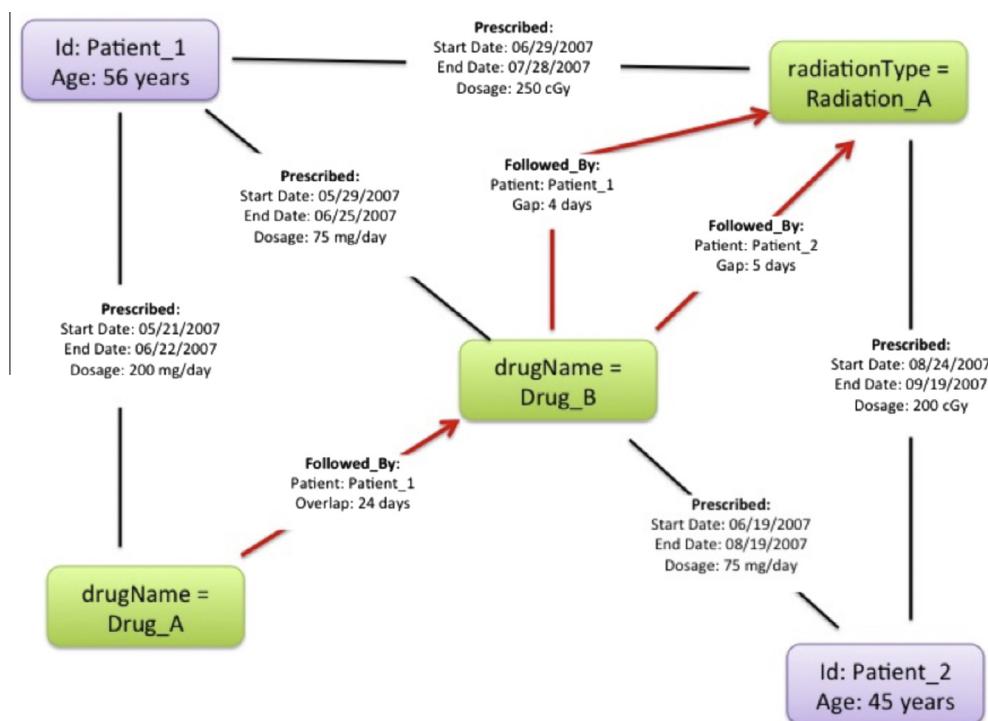 Id: Patient_1
Age: 56 years
Prescribed:
Start Date: 06/29/2007
End Date: 07/28/2007
Dosage: 250 cGy
radiationType =
Radiation_A
Prescribed:
Start Date: 05/29/2007
End Date: 06/25/2007
Dosage: 75 mg/day
Followed_By:
Patient: Patient_1
Gap: 4 days
Followed_By:
Patient: Patient_2
Gap: 5 days
Prescribed:
Start Date: 05/21/2007
End Date: 06/22/2007
Dosage: 200 mg/day
Prescribed:
Start Date: 08/24/2007
End Date: 09/19/2007
Dosage: 200 cGy
drugName =
Drug_B
Followed_By:
Patient: Patient_1
Overlap: 24 days
Prescribed:
Start Date: 06/19/2007
End Date: 08/19/2007
Dosage: 75 mg/day
drugName =
Drug_A
Id: Patient_2
Age: 45 years